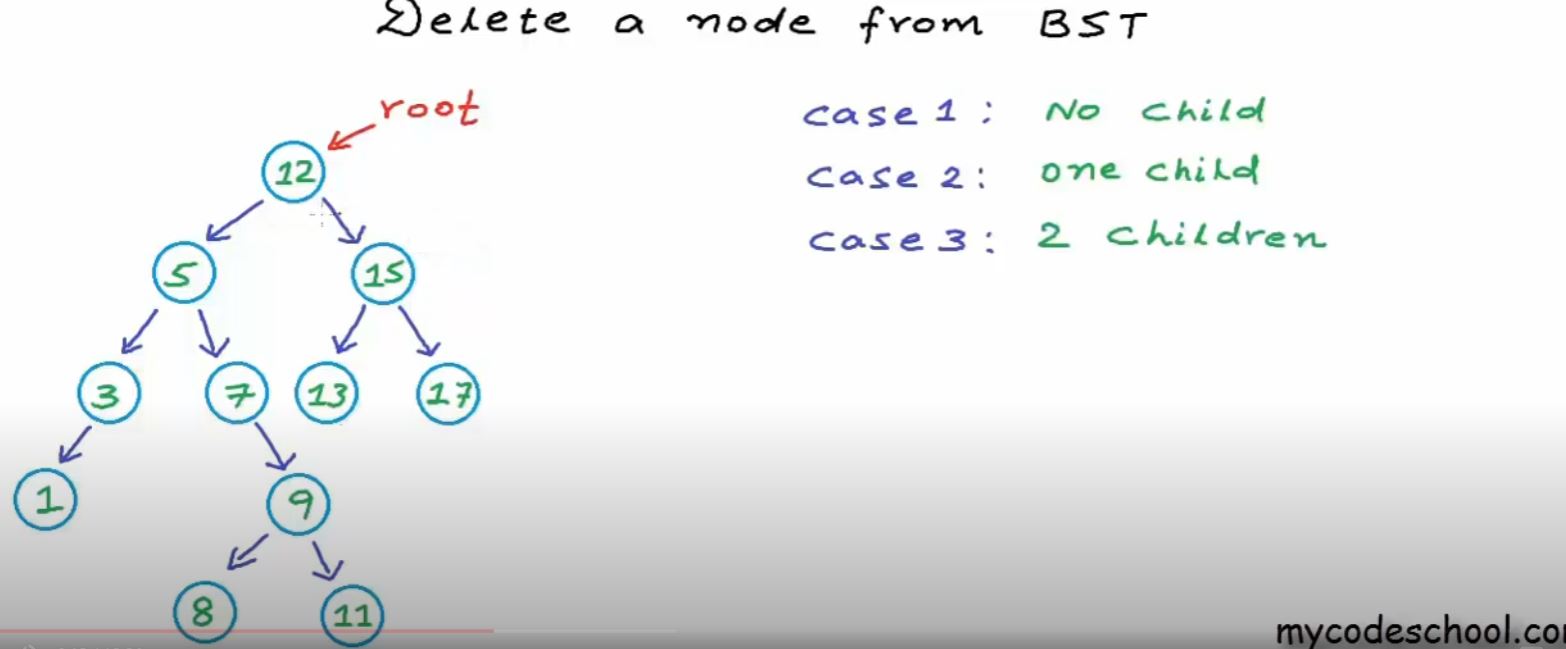 Delete a node from BST
root
case 1 : No child
case 2 : one child
case 3 : 2 children
12
5 15
3 7 13 17
1 9
8 11
mycodeschool.co